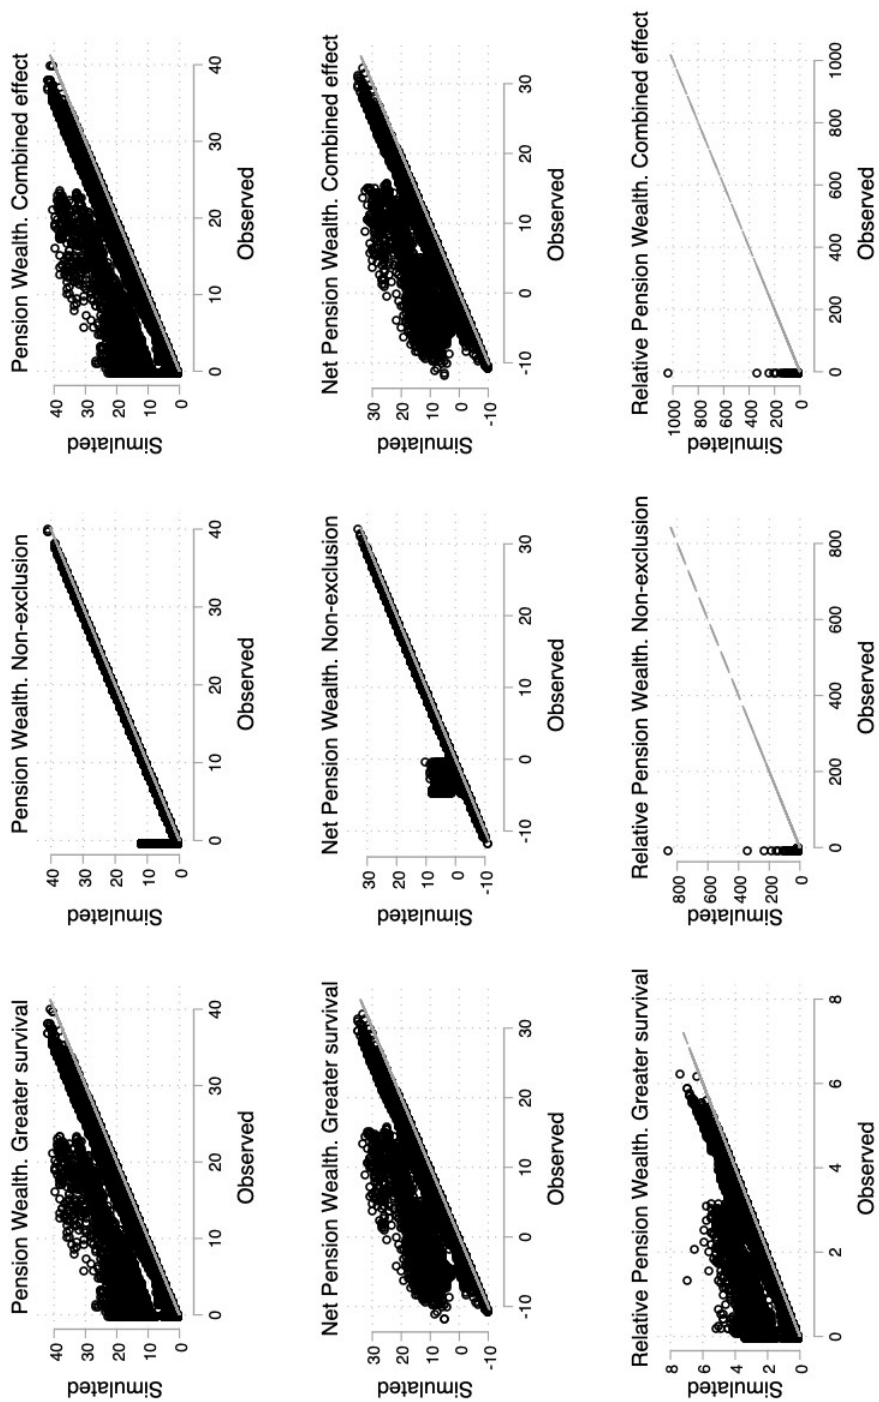 Pension Wealth. Greater survival
Simulated
40
30
20
10
0
0 10 20 30 40
Observed
Pension Wealth. Non-exclusion
Simulated
40
30
20
10
0
0 10 20 30 40
Observed
Pension Wealth. Combined effect
Simulated
40
30
20
10
0
0 10 20 30 40
Observed
Net Pension Wealth. Greater survival
Simulated
30
20
10
0
-10
-10 0 10 20 30
Observed
Net Pension Wealth. Non-exclusion
Simulated
30
20
10
0
-10
-10 0 10 20 30
Observed
Net Pension Wealth. Combined effect
Simulated
30
20
10
0
-10
-10 0 10 20 30
Observed
Relative Pension Wealth. Greater survival
Simulated
8
6
4
2
0
0 2 4 6 8
Observed
Relative Pension Wealth. Non-exclusion
Simulated
800
600
400
200
0
0 200 400 600 800
Observed
Relative Pension Wealth. Combined effect
Simulated
1000
800
600
400
200
0
0 200 400 600 800 1000
Observed